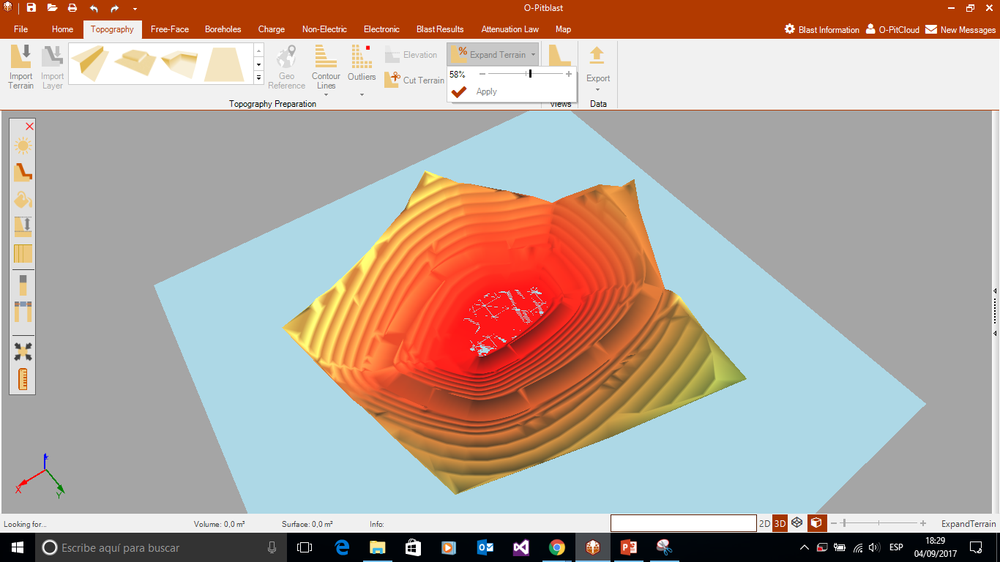 O-Pitblast
File Home Topography Free-Face Boreholes Charge Non-Electric Electronic Blast Results Attenuation Law Map Blast Information O-PitCloud New Messages
Import Terrain
Import Layer
Geo Reference
Contour Lines
Outliers
Elevation
Cut Terrain
% Expand Terrain
58%
Apply
Export
Topography Preparation
Views
Data
Z
X
Y
Looking for... Volume: 0,0 m³ Surface: 0,0 m² Info: 2D 3D ExpandTerrain
Escribe aquí para buscar
ESP
18:29
04/09/2017